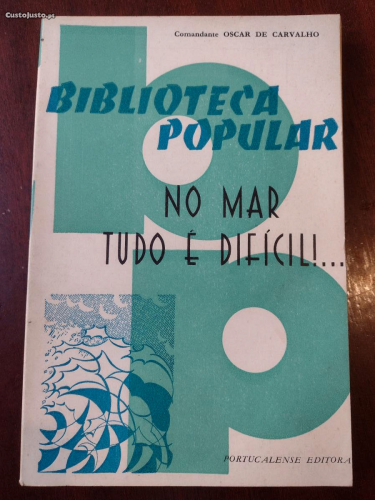 CustoJusto.pt
Comandante OSCAR DE CARVALHO
BIBLIOTECA
POPULAR
NO MAR
TUDO É DIFÍCIL!...
PORTUCALENSE EDITORA